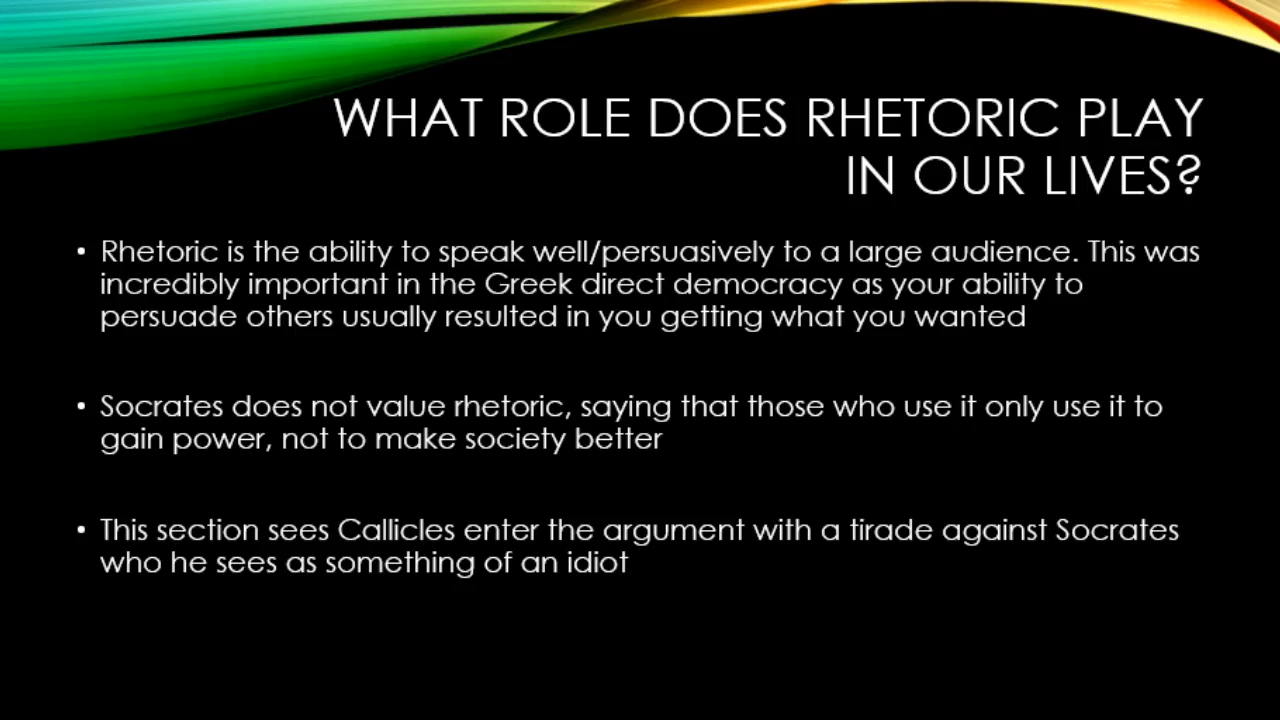 WHAT ROLE DOES RHETORIC PLAY
IN OUR LIVES?
• Rhetoric is the ability to speak well/persuasively to a large audience. This was
incredibly important in the Greek direct democracy as your ability to
persuade others usually resulted in you getting what you wanted
• Socrates does not value rhetoric, saying that those who use it only use it to
gain power, not to make society better
• This section sees Callicles enter the argument with a tirade against Socrates
who he sees as something of an idiot